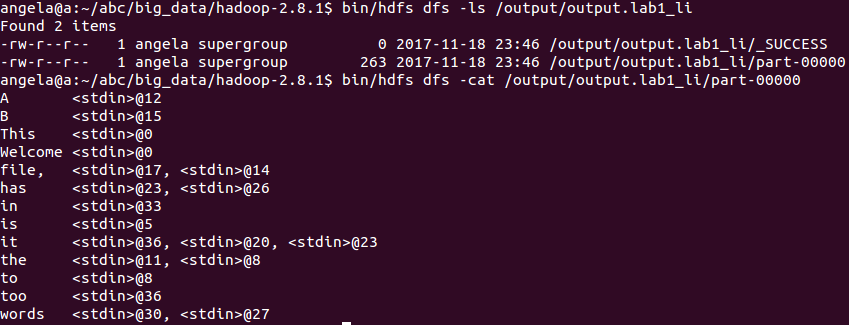 angela@a:~/abc/big_data/hadoop-2.8.1$ bin/hdfs dfs -ls /output/output.lab1_li
Found 2 items
-rw-r--r--   1 angela supergroup          0 2017-11-18 23:46 /output/output.lab1_li/_SUCCESS
-rw-r--r--   1 angela supergroup        263 2017-11-18 23:46 /output/output.lab1_li/part-00000
angela@a:~/abc/big_data/hadoop-2.8.1$ bin/hdfs dfs -cat /output/output.lab1_li/part-00000
A       <stdin>@12
B       <stdin>@15
This    <stdin>@0
Welcome <stdin>@0
file,   <stdin>@17, <stdin>@14
has     <stdin>@23, <stdin>@26
in      <stdin>@33
is      <stdin>@5
it      <stdin>@36, <stdin>@20, <stdin>@23
the     <stdin>@11, <stdin>@8
to      <stdin>@8
too     <stdin>@36
words   <stdin>@30, <stdin>@27